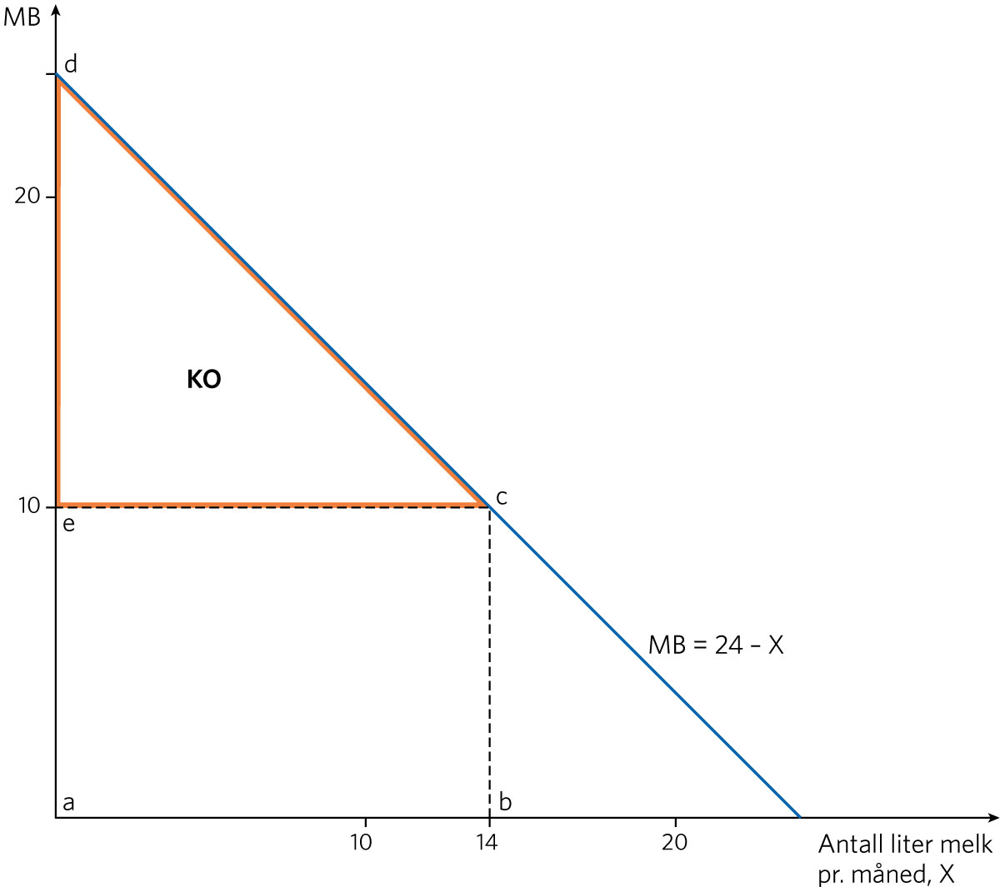 MB
d
20
KO
10
c
e
MB = 24 – X
a
b
10
14
20
Antall liter melk
pr. måned, X